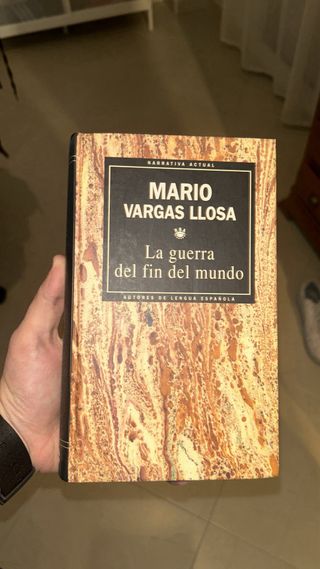 NARRATIVA ACTUAL
MARIO
VARGAS LLOSA
La guerra
del fin del mundo
AUTORES DE LENGUA ESPAÑOLA